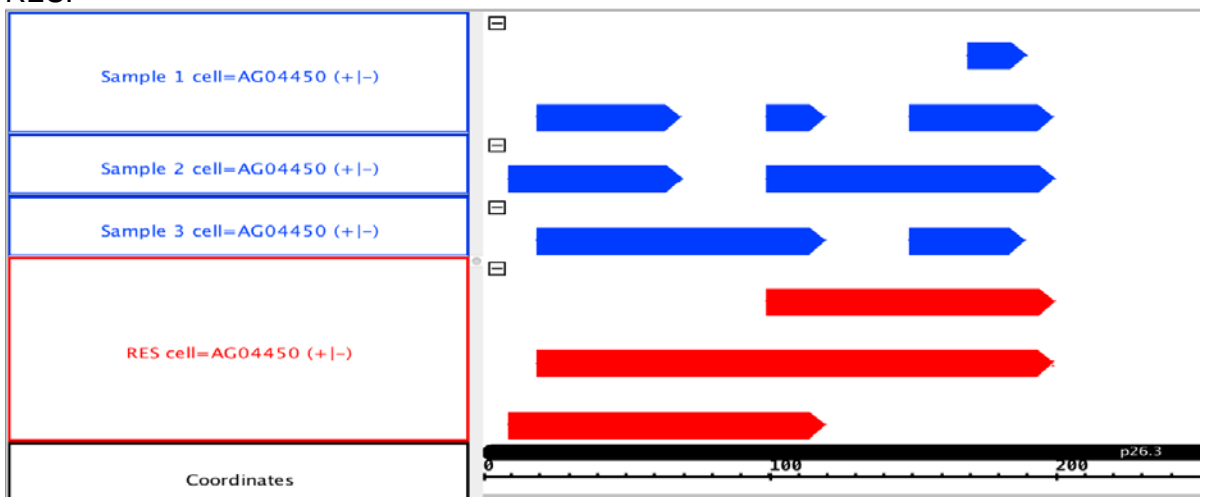 Sample 1 cell=AG04450 (+|-)
Sample 2 cell=AG04450 (+|-)
Sample 3 cell=AG04450 (+|-)
RES cell=AG04450 (+|-)
p26.3
0 100 200
Coordinates